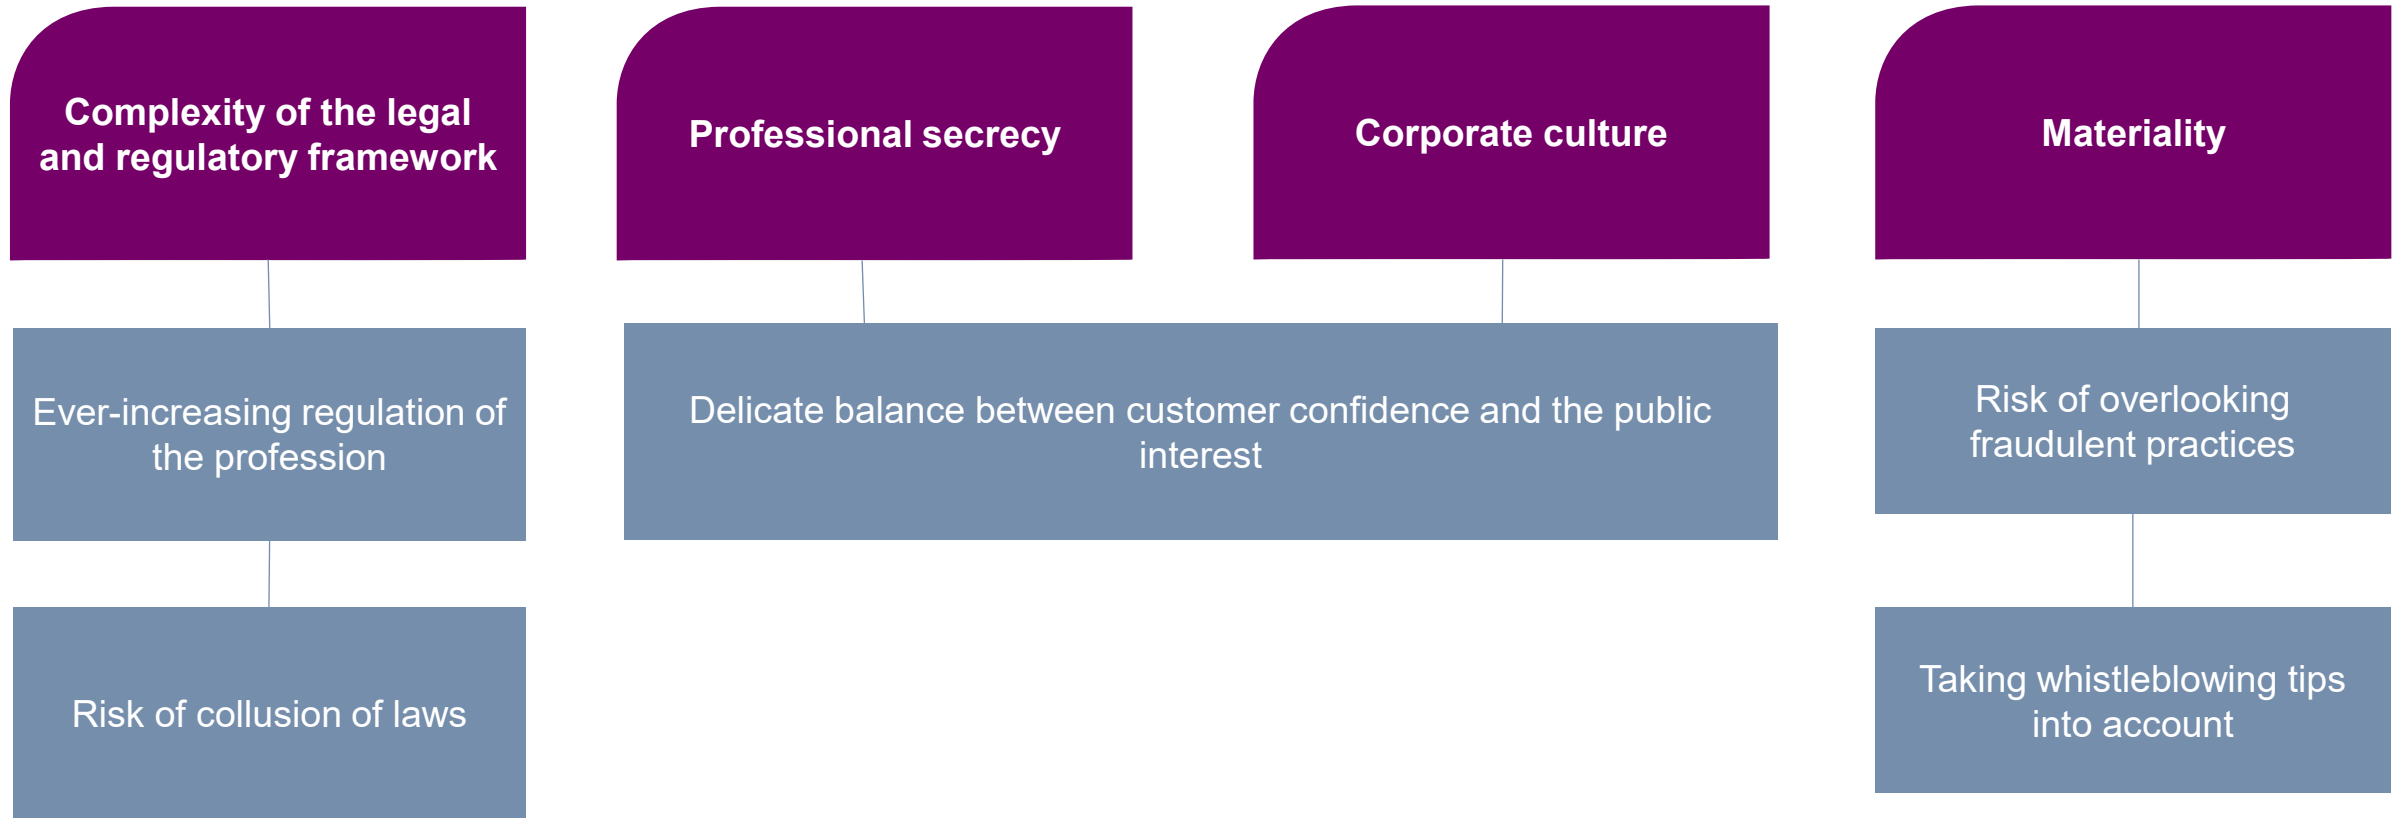 Complexity of the legal
and regulatory framework
Professional secrecy
Corporate culture
Materiality
Ever-increasing regulation of
the profession
Delicate balance between customer confidence and the public
interest
Risk of overlooking
fraudulent practices
Risk of collusion of laws
Taking whistleblowing tips
into account